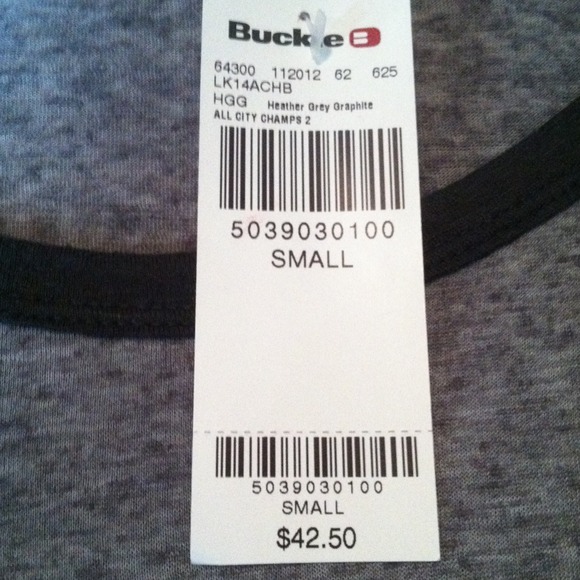 Buckle B
64300 112012 62 625
LK14ACHB
HGG Heather Grey Graphite
ALL CITY CHAMPS 2
5039030100
SMALL
5039030100
SMALL
$42.50